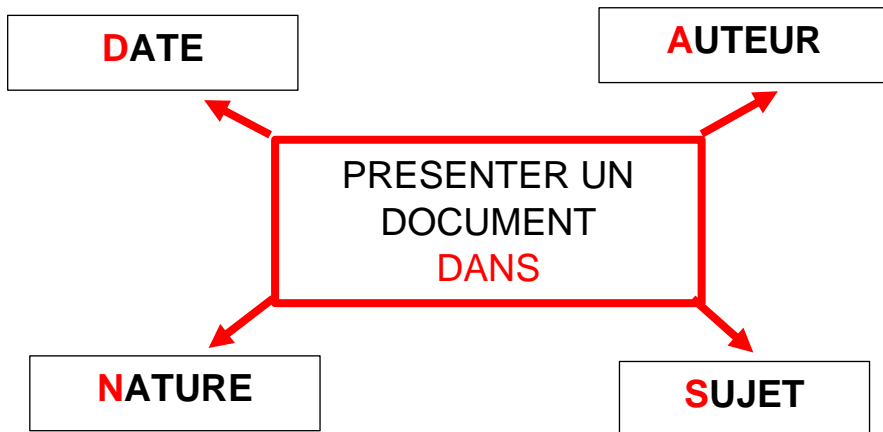 DATE
AUTEUR
PRESENTER UN
DOCUMENT
DANS
NATURE
SUJET